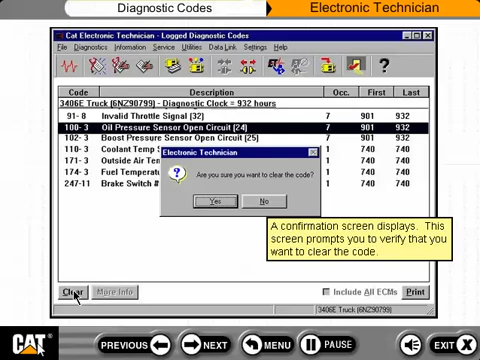 Diagnostic Codes
Electronic Technician
Cat Electronic Technician - Logged Diagnostic Codes
File Diagnostics Information Service Utilities Data Link Settings Help
Code Description Occ. First Last
3406E Truck (6NZ90799) - Diagnostic Clock = 932 hours
91- 8 Invalid Throttle Signal (32) 7 901 932
100- 3 Oil Pressure Sensor Open Circuit (24) 7 901 932
102- 3 Boost Pressure Sensor Open Circuit (25) 7 901 932
110- 3 Coolant Temp S 1 740 740
171- 3 Outside Air Ten 1 740 740
174- 3 Fuel Temperatu 1 740 740
247-11 Brake Switch # 1 740 740
Electronic Technician
Are you sure you want to clear the code?
Yes No
A confirmation screen displays. This
screen prompts you to verify that you
want to clear the code.
Clear More Info Include All ECMs Print
3406E Truck (6NZ90799)
CAT PREVIOUS NEXT MENU PAUSE EXIT